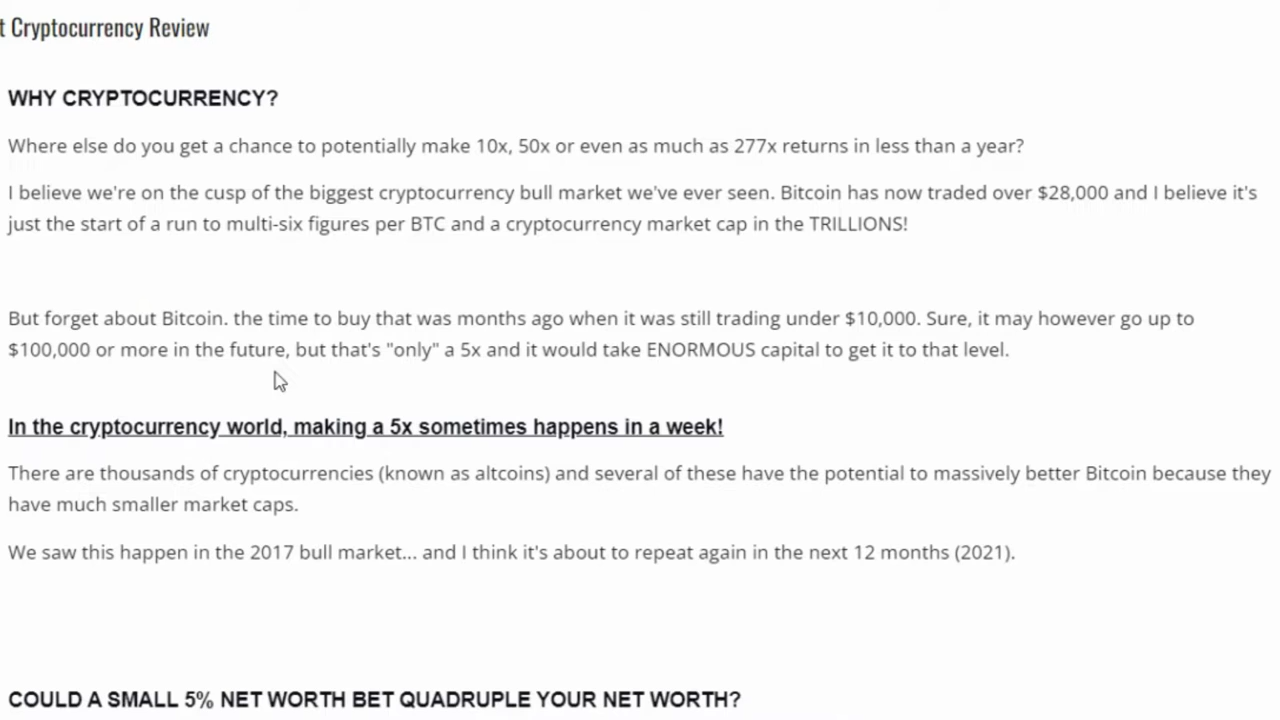 t Cryptocurrency Review
WHY CRYPTOCURRENCY?
Where else do you get a chance to potentially make 10x, 50x or even as much as 277x returns in less than a year?
I believe we're on the cusp of the biggest cryptocurrency bull market we've ever seen. Bitcoin has now traded over $28,000 and I believe it's
just the start of a run to multi-six figures per BTC and a cryptocurrency market cap in the TRILLIONS!
But forget about Bitcoin. the time to buy that was months ago when it was still trading under $10,000. Sure, it may however go up to
$100,000 or more in the future, but that's "only" a 5x and it would take ENORMOUS capital to get it to that level.
In the cryptocurrency world, making a 5x sometimes happens in a week!
There are thousands of cryptocurrencies (known as altcoins) and several of these have the potential to massively better Bitcoin because they
have much smaller market caps.
We saw this happen in the 2017 bull market... and I think it's about to repeat again in the next 12 months (2021).
COULD A SMALL 5% NET WORTH BET QUADRUPLE YOUR NET WORTH?